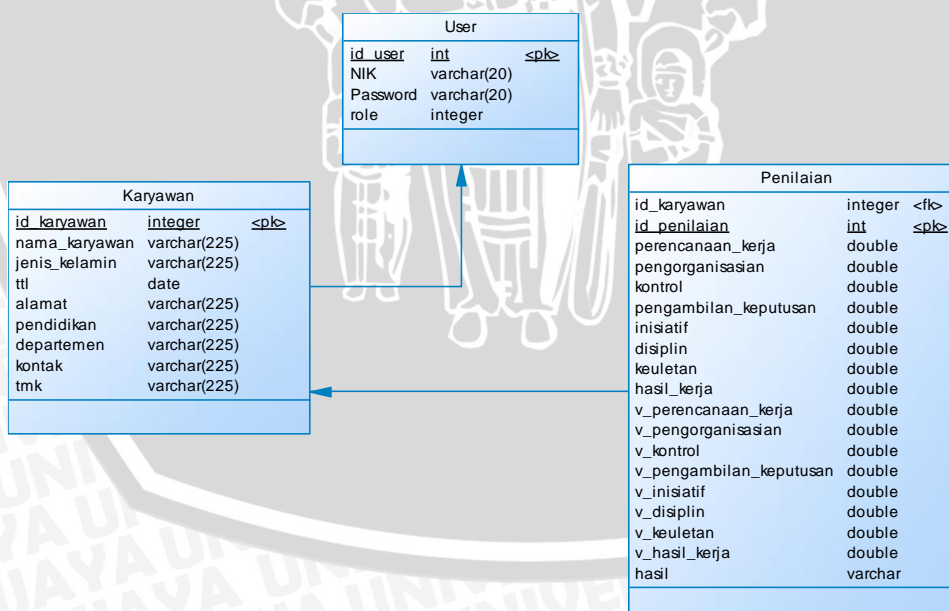 User
id_user int <pk>
NIK varchar(20)
Password varchar(20)
role integer
Karyawan
id_karyawan integer <pk>
nama_karyawan varchar(225)
jenis_kelamin varchar(225)
ttl date
alamat varchar(225)
pendidikan varchar(225)
departemen varchar(225)
kontak varchar(225)
tmk varchar(225)
Penilaian
id_karyawan integer <fk>
id_penilaian int <pk>
perencanaan_kerja double
pengorganisasian double
kontrol double
pengambilan_keputusan double
inisiatif double
disiplin double
keuletan double
hasil_kerja double
v_perencanaan_kerja double
v_pengorganisasian double
v_kontrol double
v_pengambilan_keputusan double
v_inisiatif double
v_disiplin double
v_keuletan double
v_hasil_kerja double
hasil varchar